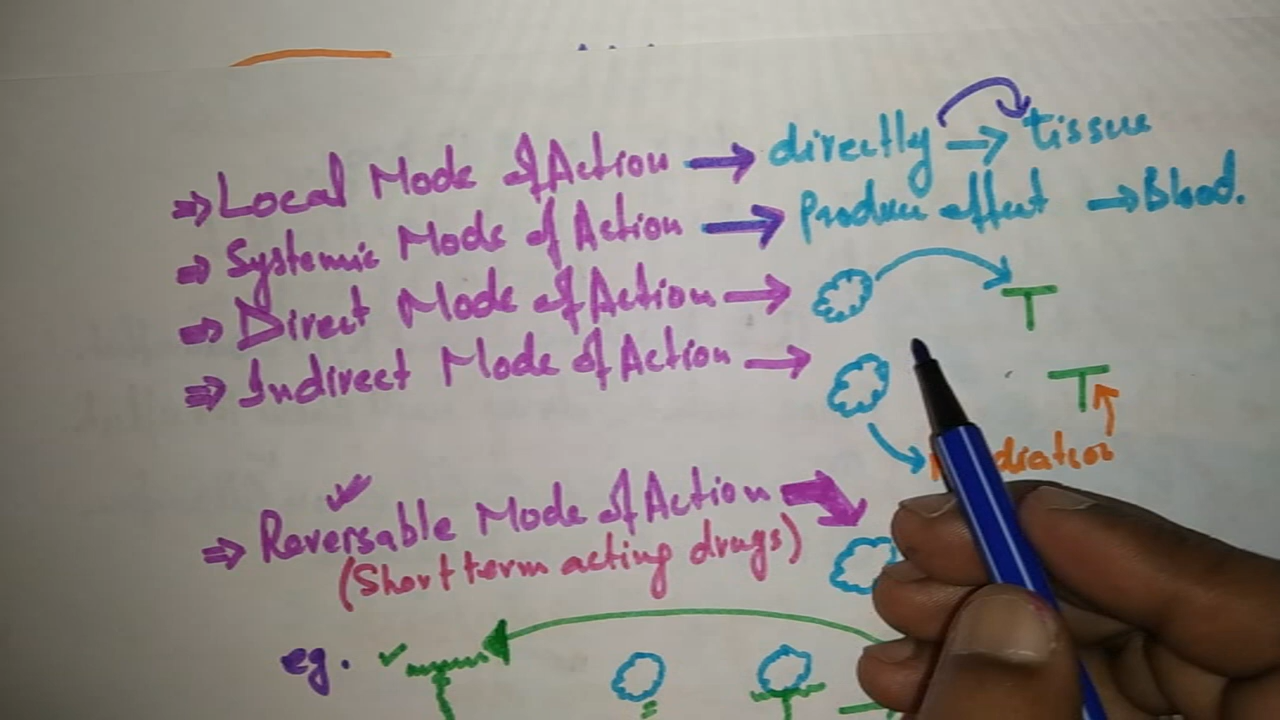 ⇒ Local Mode of Action → directly → tissue
⇒ Systemic Mode of Action → Produce effect → Blood.
⇒ Direct Mode of Action → T
⇒ Indirect Mode of Action → T
⇒ Reversable Mode of Action
(Short term acting drugs)
eg.